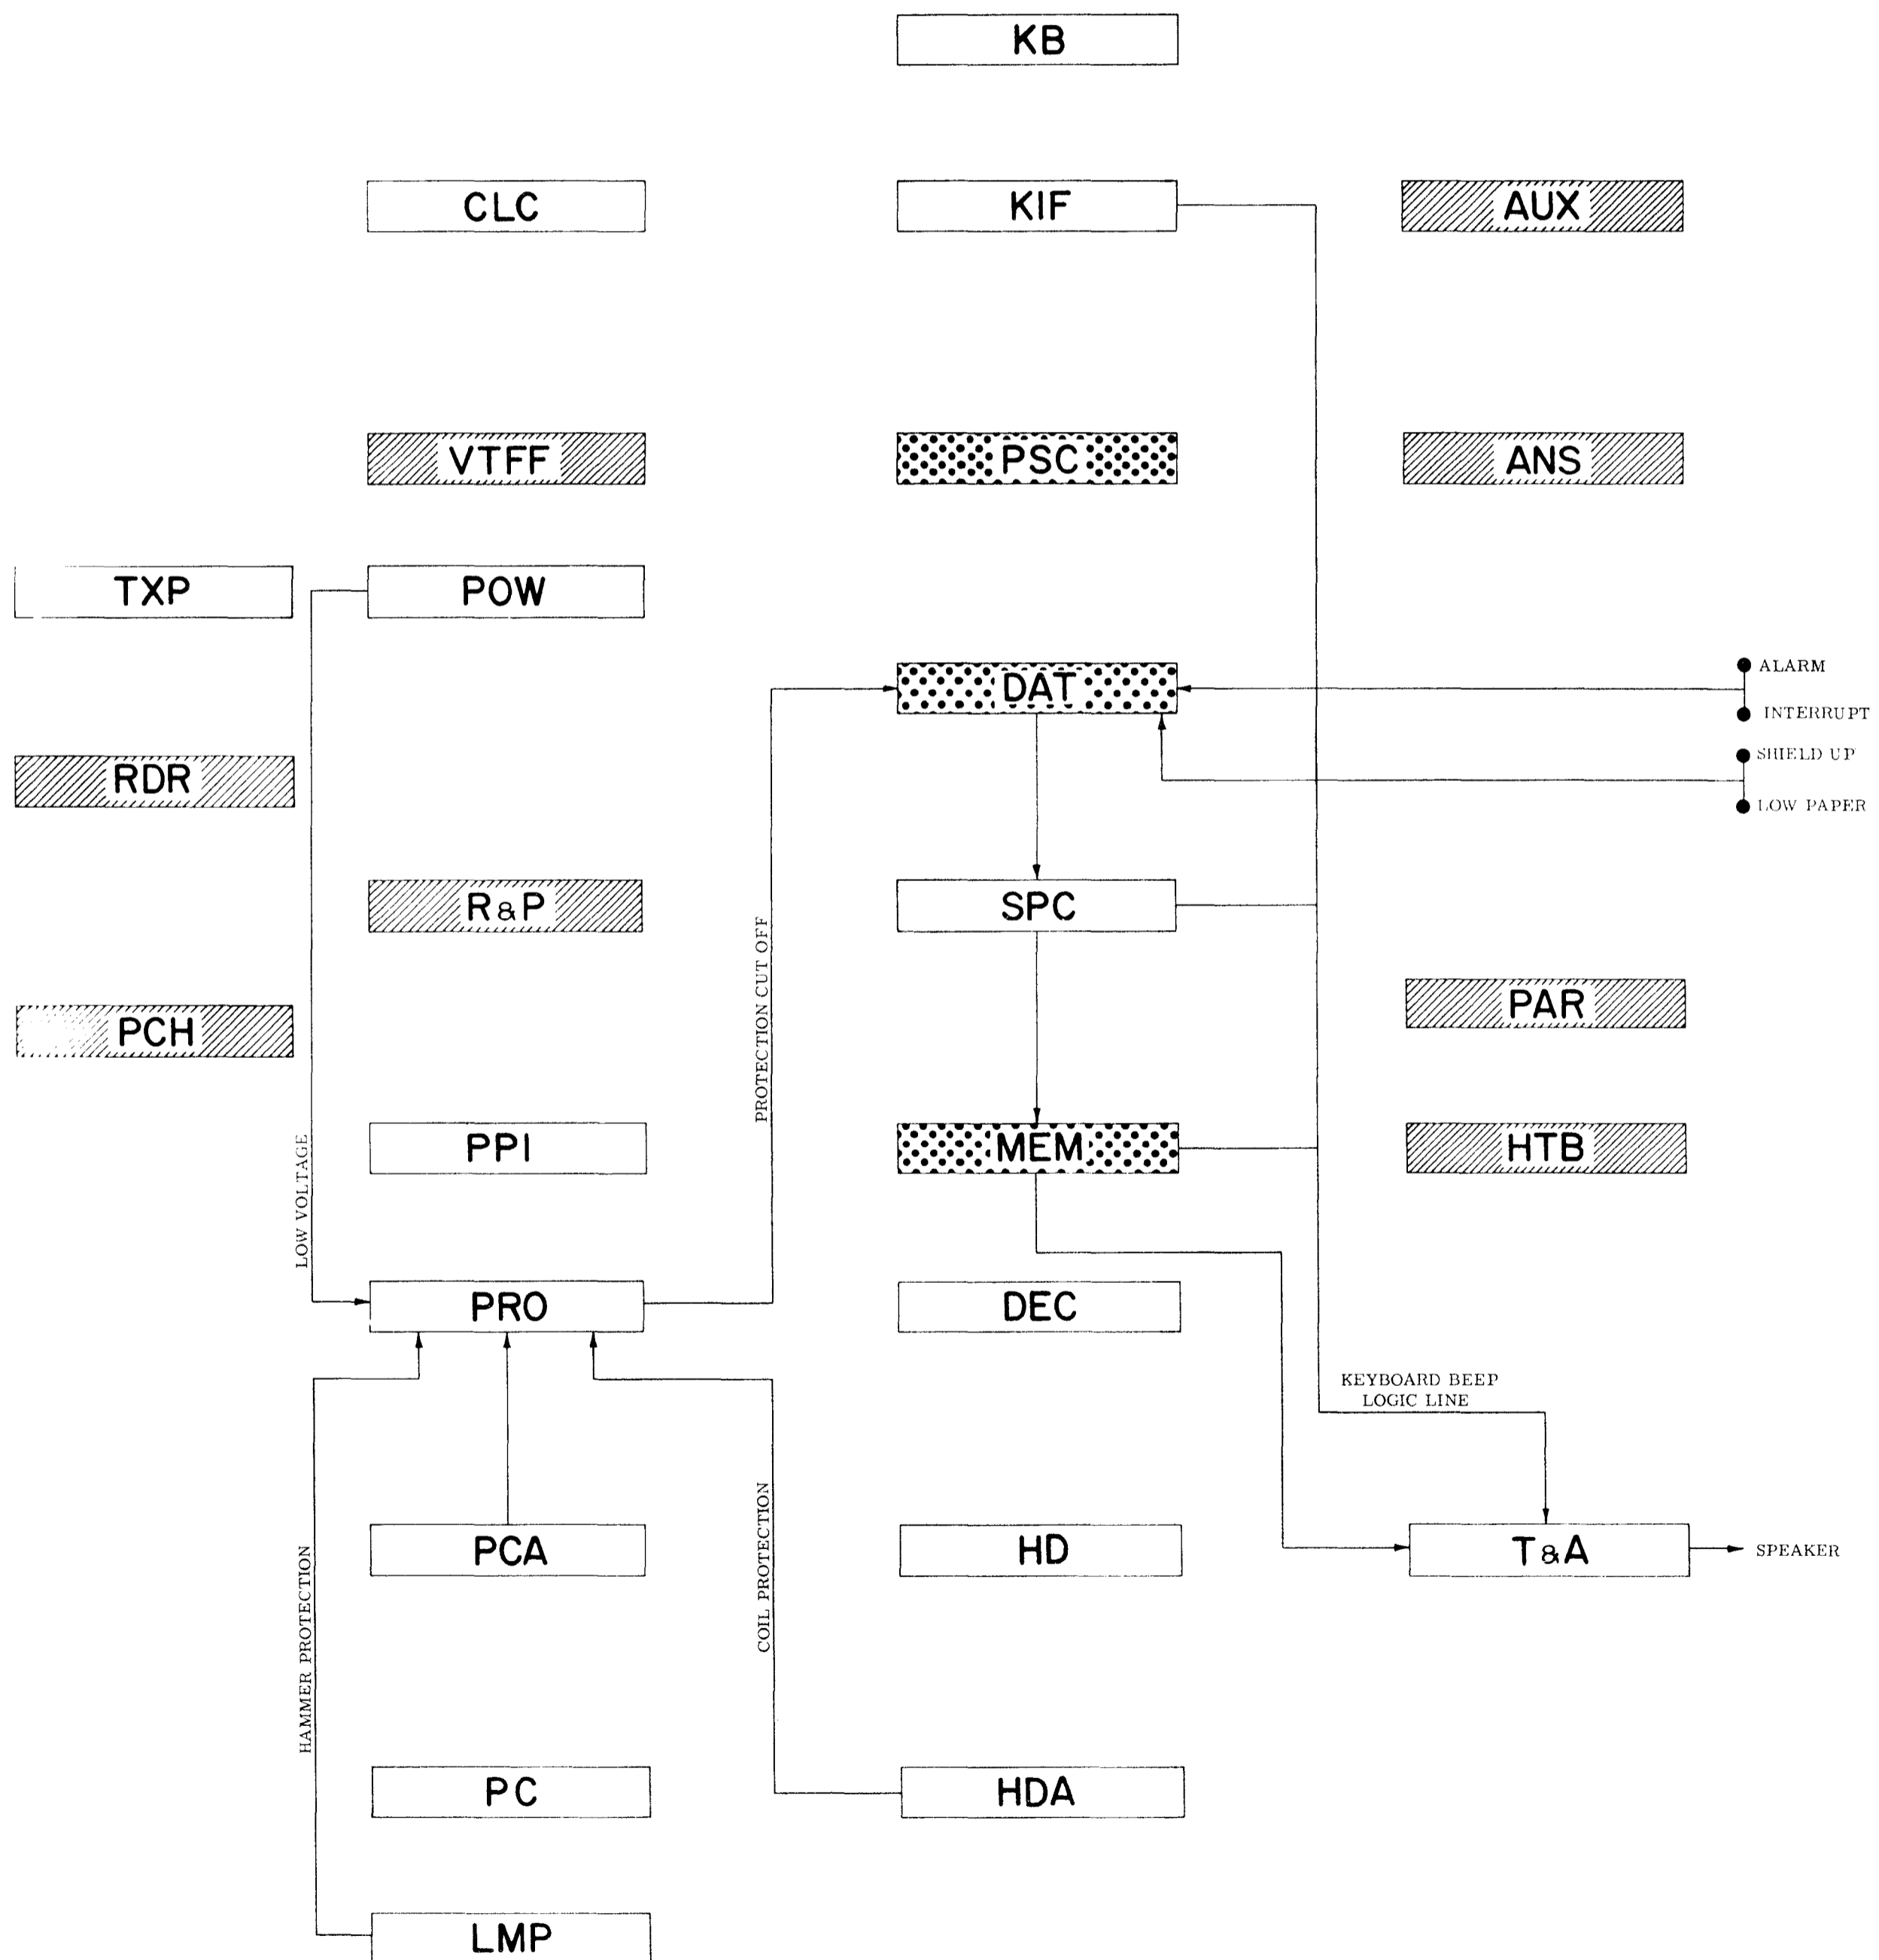 KB
CLC
KIF
AUX
VTFF
PSC
ANS
TXP
POW
DAT
ALARM
INTERRUPT
SHIELD UP
LOW PAPER
RDR
R&P
SPC
PROTECTION CUT OFF
PCH
PAR
LOW VOLTAGE
PPI
MEM
HTB
PRO
DEC
KEYBOARD BEEP
LOGIC LINE
PCA
HD
T&A
SPEAKER
HAMMER PROTECTION
COIL PROTECTION
PC
HDA
LMP